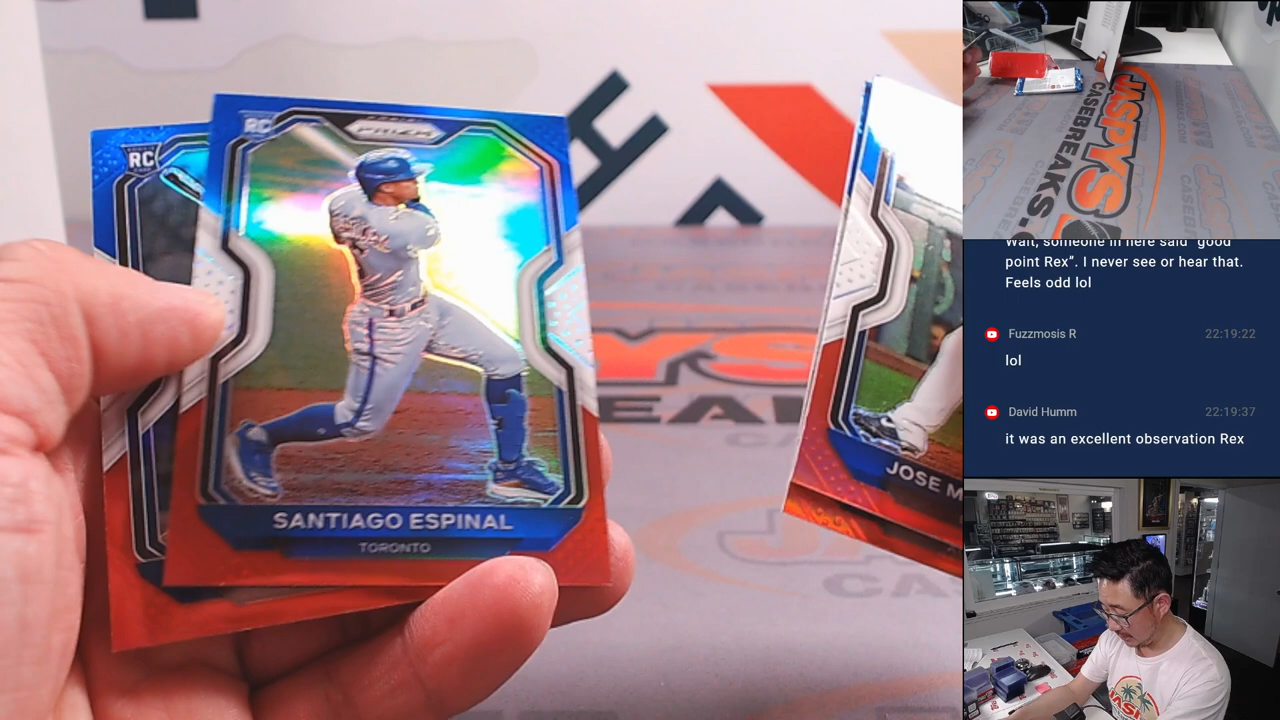 RC
RC
PRIZM
SANTIAGO ESPINAL
TORONTO
JOSE M
JASPYS
CASEBREAKS.
Wait, someone in here said "good
point Rex". I never see or hear that.
Feels odd lol
Fuzzmosis R
22:19:22
lol
David Humm
22:19:37
it was an excellent observation Rex